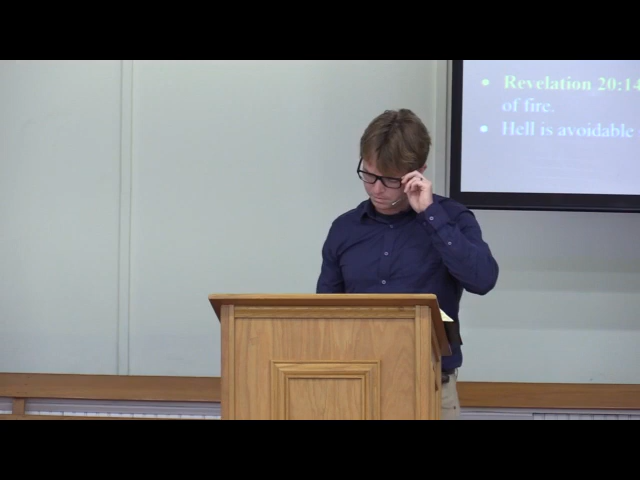 • Revelation 20:14
of fire.
• Hell is avoidable